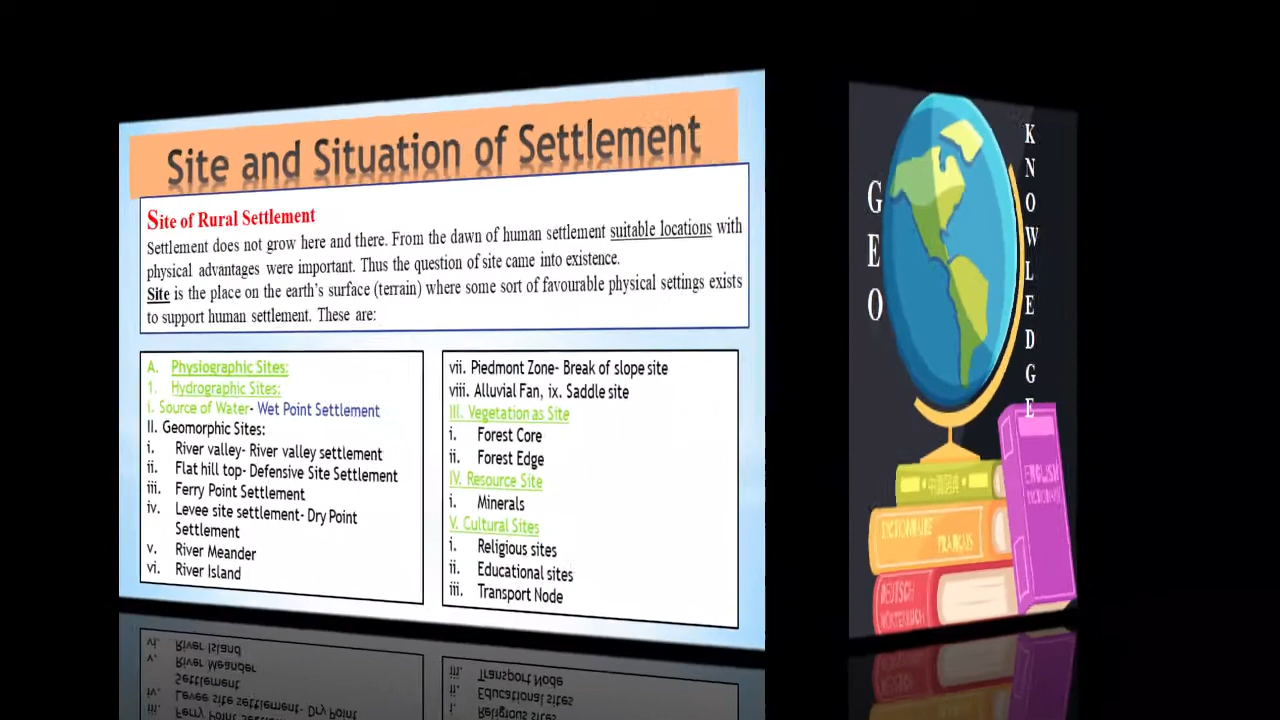 Site and Situation of Settlement
Site of Rural Settlement
Settlement does not grow here and there. From the dawn of human settlement suitable locations with
physical advantages were important. Thus the question of site came into existence.
Site is the place on the earth's surface (terrain) where some sort of favourable physical settings exists
to support human settlement. These are:
A. Physiographic Sites:
1. Hydrographic Sites:
i. Source of Water- Wet Point Settlement
II. Geomorphic Sites:
i. River valley- River valley settlement
ii. Flat hill top- Defensive Site Settlement
iii. Ferry Point Settlement
iv. Levee site settlement- Dry Point
Settlement
v. River Meander
vi. River Island
vii. Piedmont Zone- Break of slope site
viii. Alluvial Fan, ix. Saddle site
III. Vegetation as Site
i. Forest Core
ii. Forest Edge
IV. Resource Site
i. Minerals
V. Cultural Sites
i. Religious sites
ii. Educational sites
iii. Transport Node
GEO
KNOWLEDGE
ENGLISH
DICTIONARY
DICTIONNAIRE
FRANÇAIS
DEUTSCH
WÖRTERBUCH